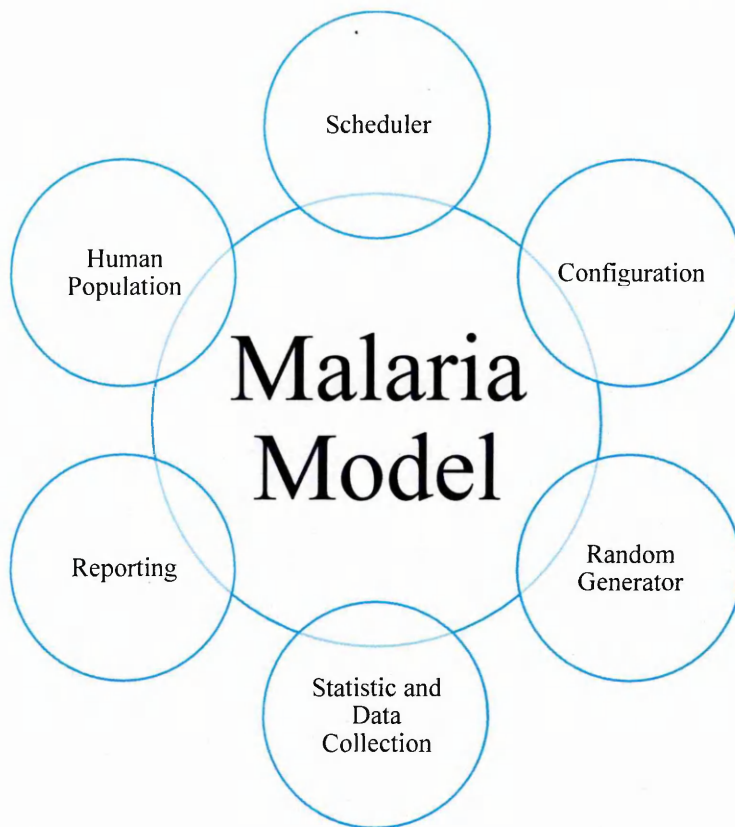 Scheduler
Human
Population
Configuration
Malaria
Model
Reporting
Random
Generator
Statistic and
Data
Collection